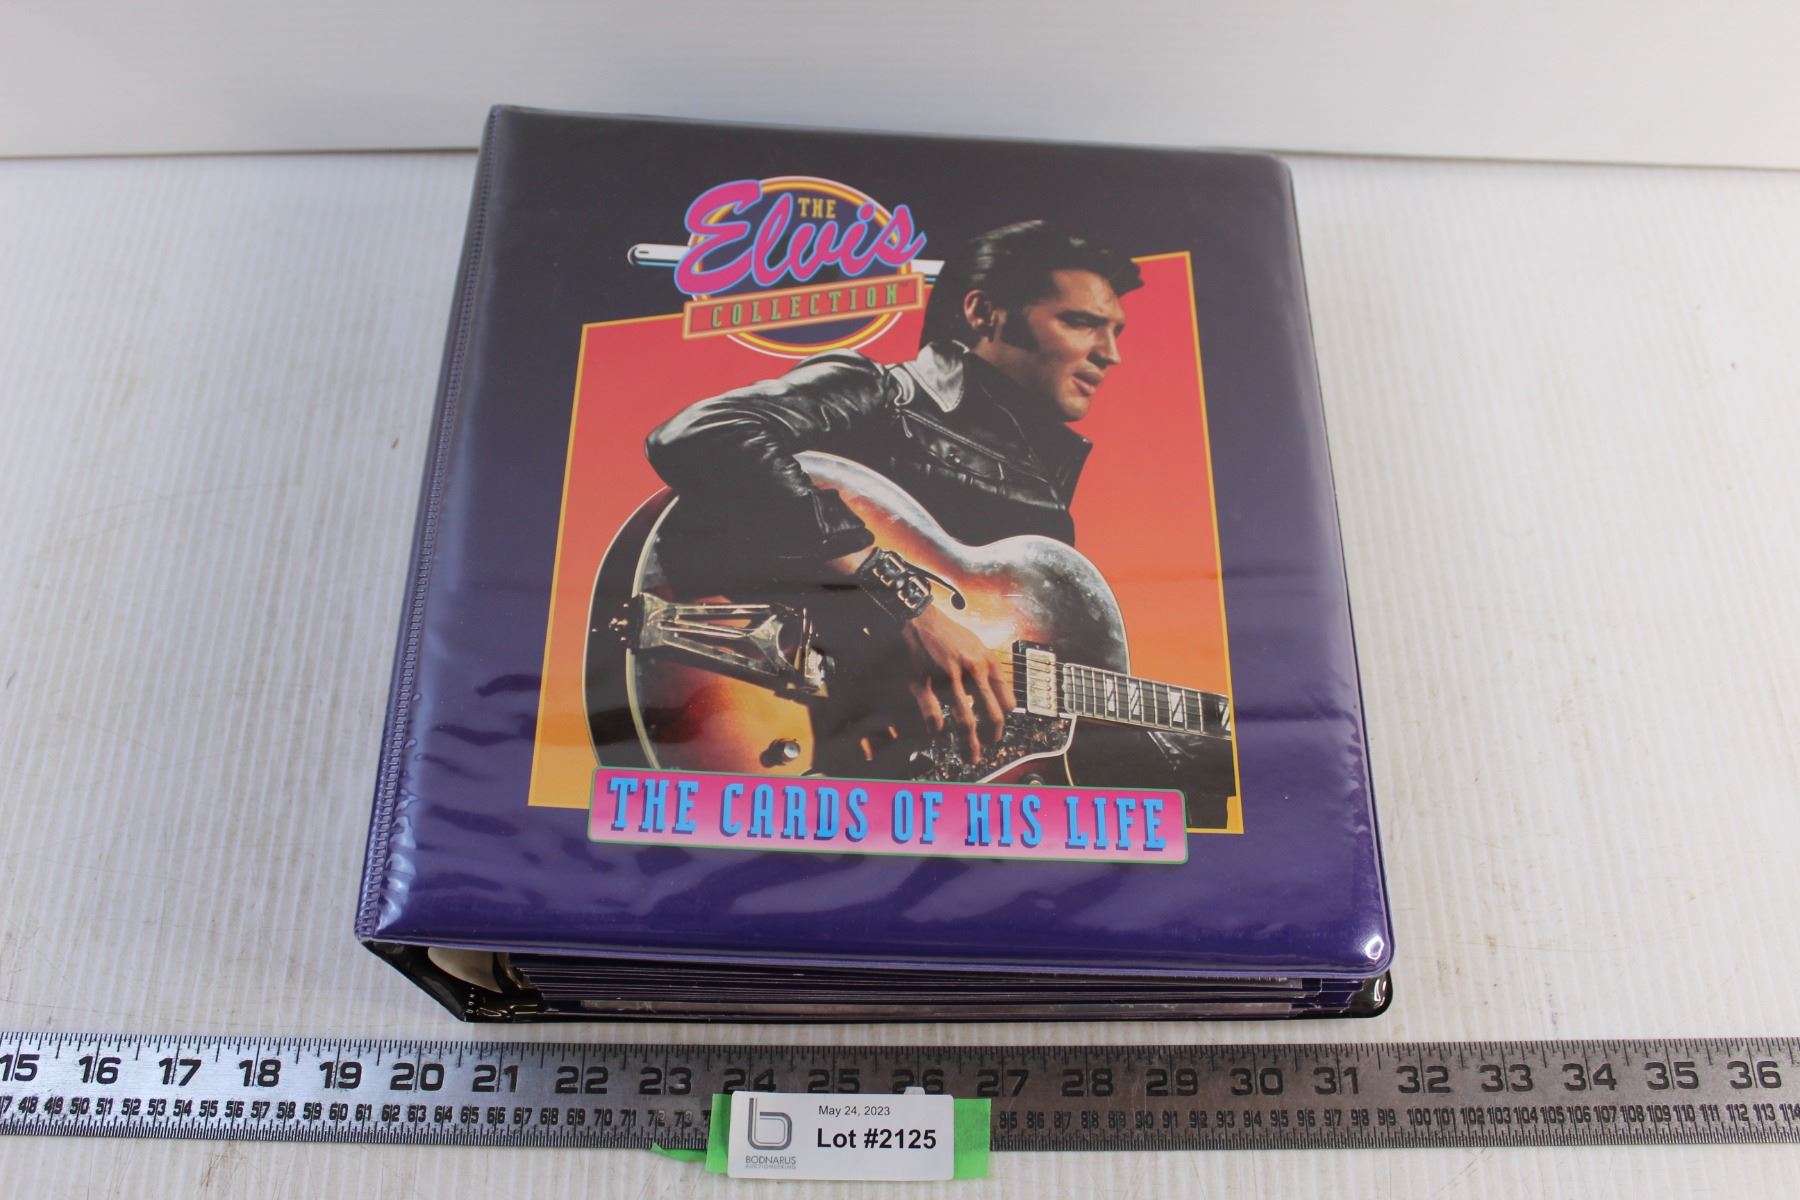 THE
Elvis
COLLECTION
THE CARDS OF HIS LIFE
15 16 17 18 19 20 21 22 23 24 25 26 27 28 29 30 31 32 33 34 35 36
May 24, 2023
Lot #2125
BODNARUS
AUCTIONEERING